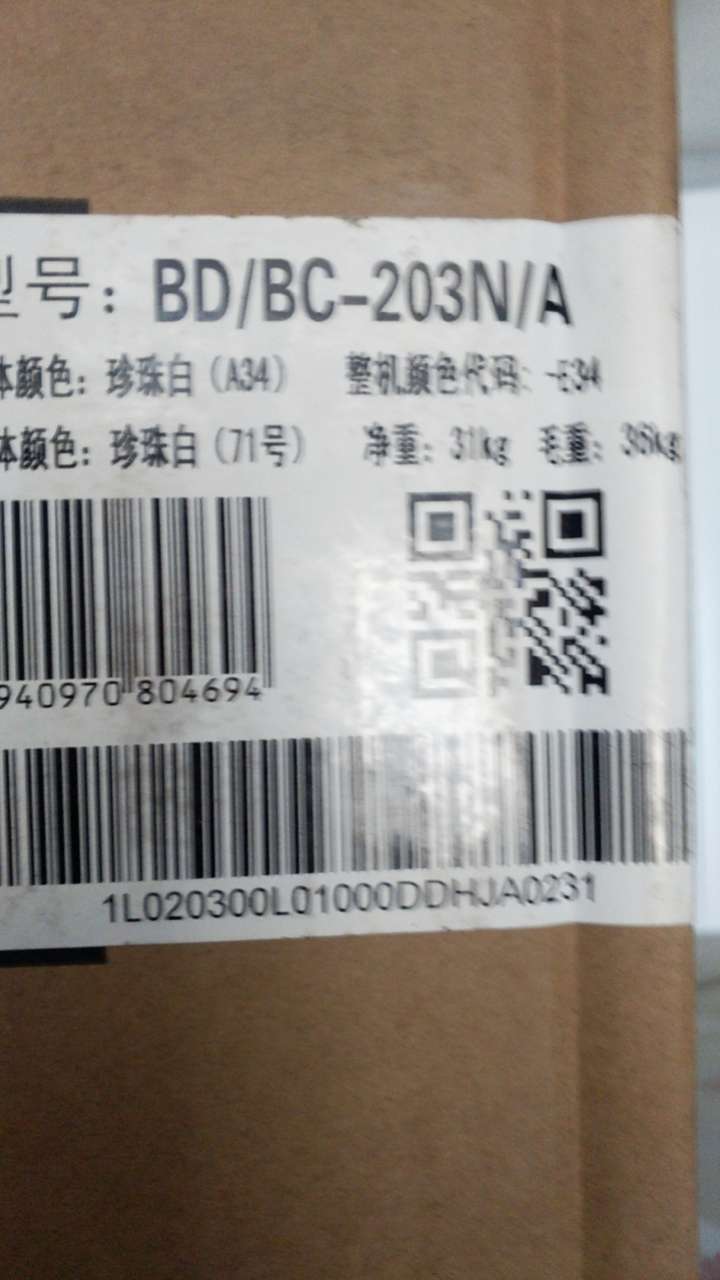 型号：BD/BC-203N/A
体颜色：珍珠白（A34） 整机颜色代码：-E34
体颜色：珍珠白（71号） 净重：31kg 毛重：36kg
940970 804694
1L020300L01000DDHJA0231